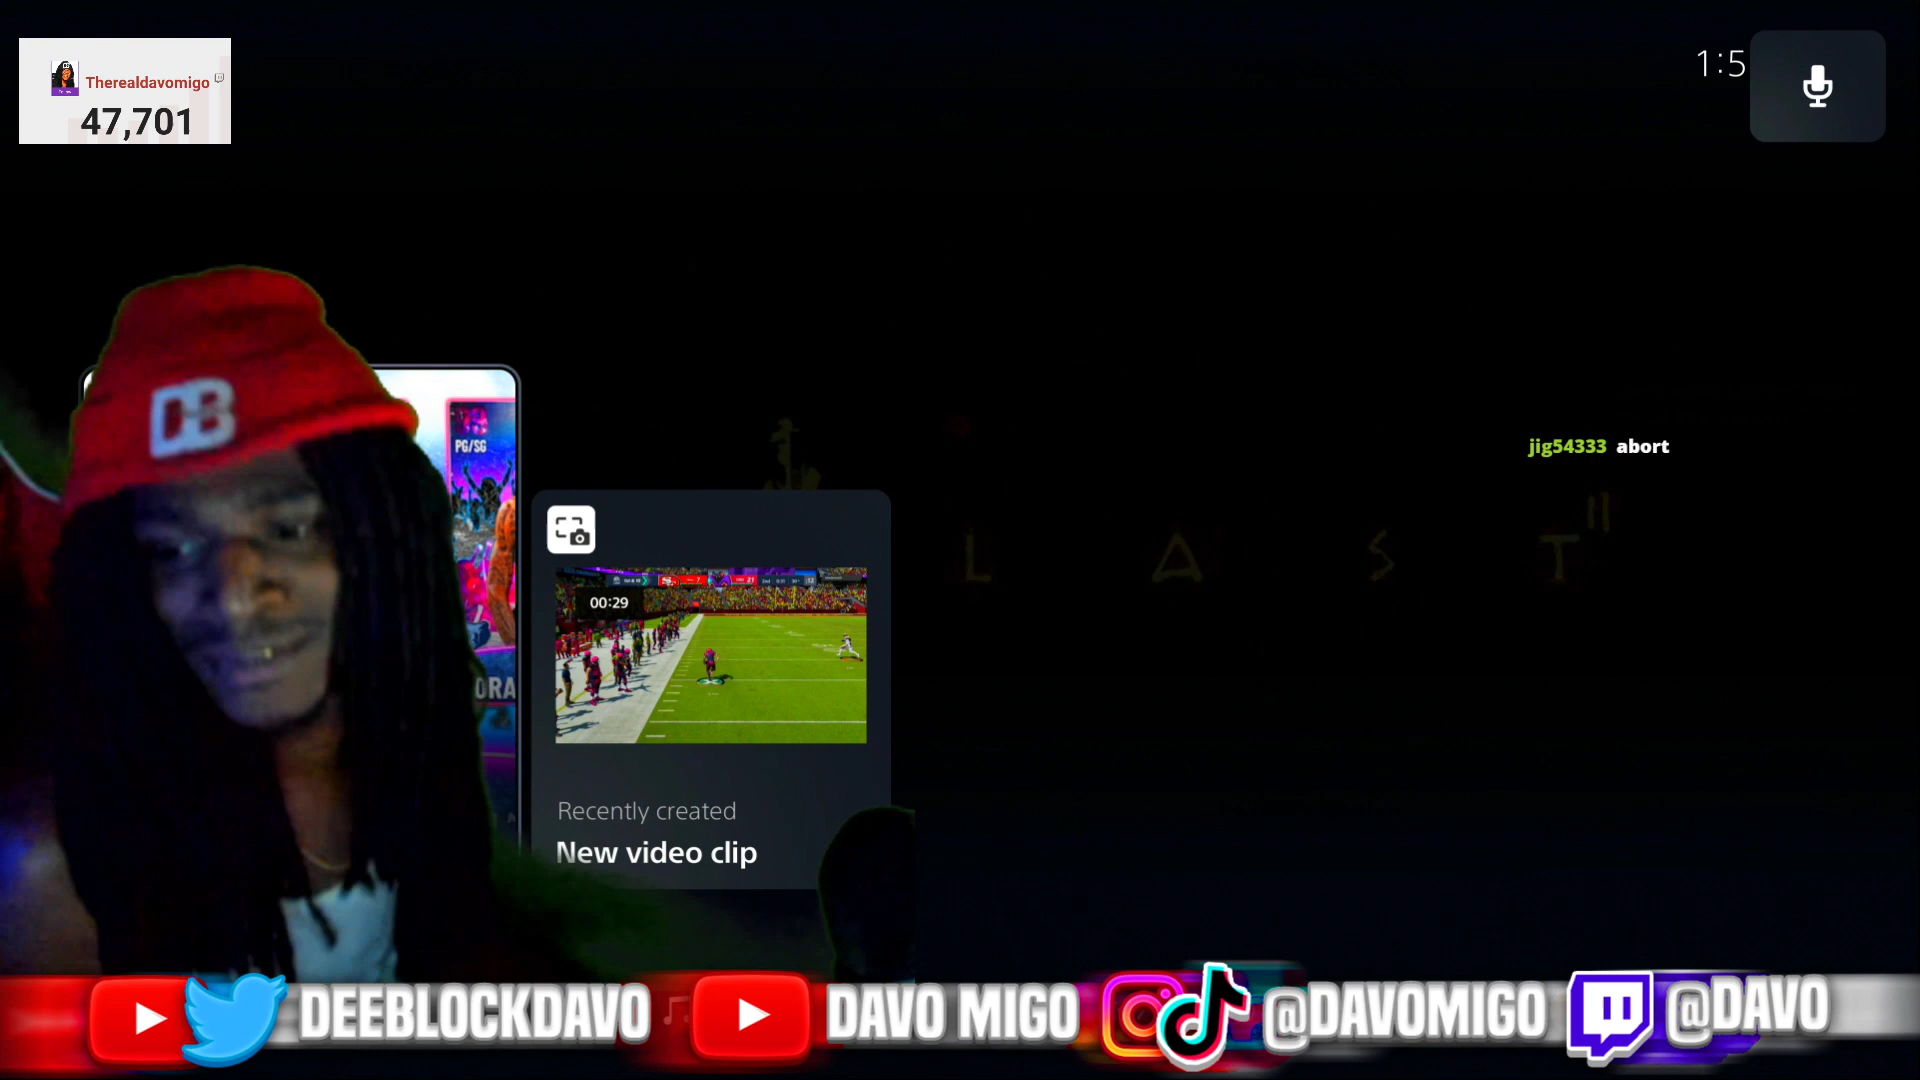 Therealdavomigo
47,701
1:5
DB
PG/SG
jig54333 abort
L A S T
00:29
ORA
Recently created
New video clip
DEEBLOCKDAVO
DAVO MIGO
@DAVOMIGO
@DAVO